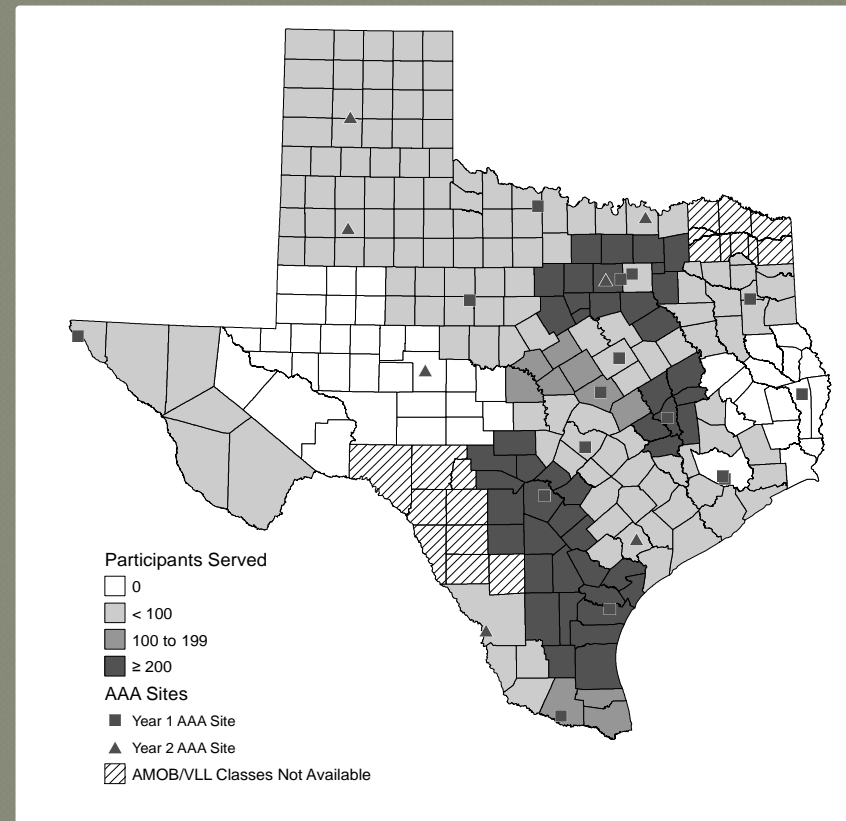 Participants Served
0
< 100
100 to 199
≥ 200
AAA Sites
Year 1 AAA Site
Year 2 AAA Site
AMOB/VLL Classes Not Available